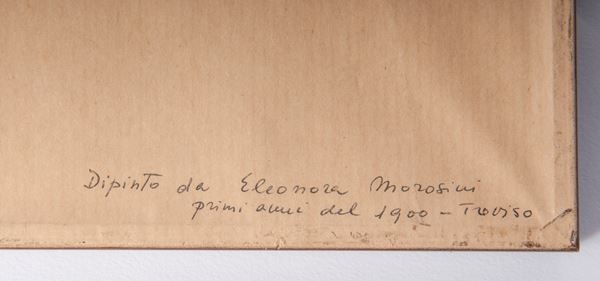 Dipinto da Eleonora Morosini
primi anni del 1900 - Treviso